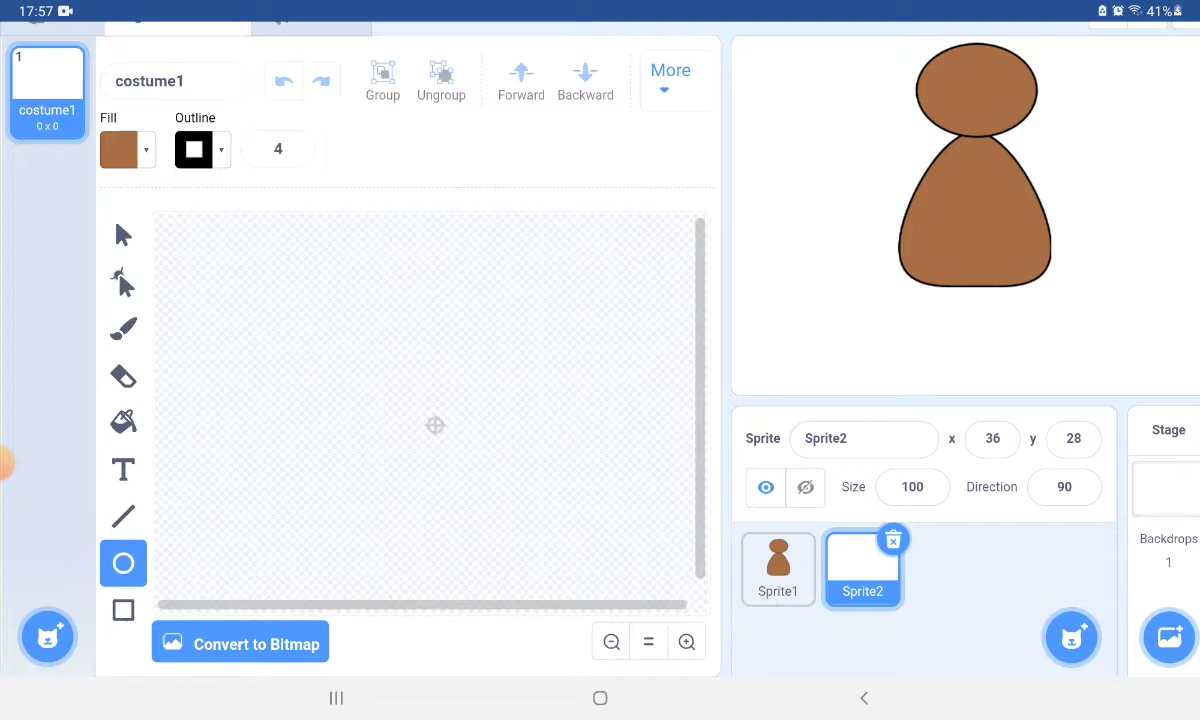 17:57
41%
1
costume1
0 x 0
costume1
Group
Ungroup
Forward
Backward
More
Fill
Outline
4
T
Convert to Bitmap
Sprite
Sprite2
x
36
y
28
Size
100
Direction
90
Sprite1
Sprite2
Stage
Backdrops
1